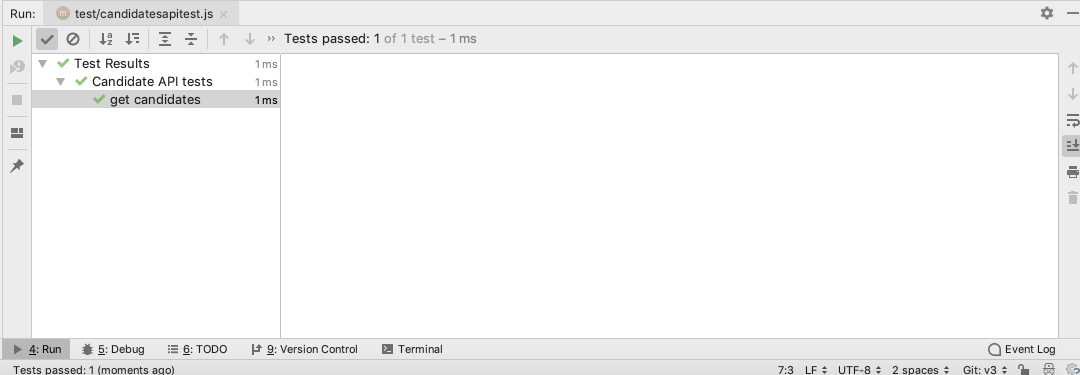 Run: test/candidatesapitest.js
Tests passed: 1 of 1 test – 1 ms
Test Results 1 ms
Candidate API tests 1 ms
get candidates 1 ms
4: Run 5: Debug 6: TODO 9: Version Control Terminal Event Log
Tests passed: 1 (moments ago) 7:3 LF UTF-8 2 spaces Git: v3